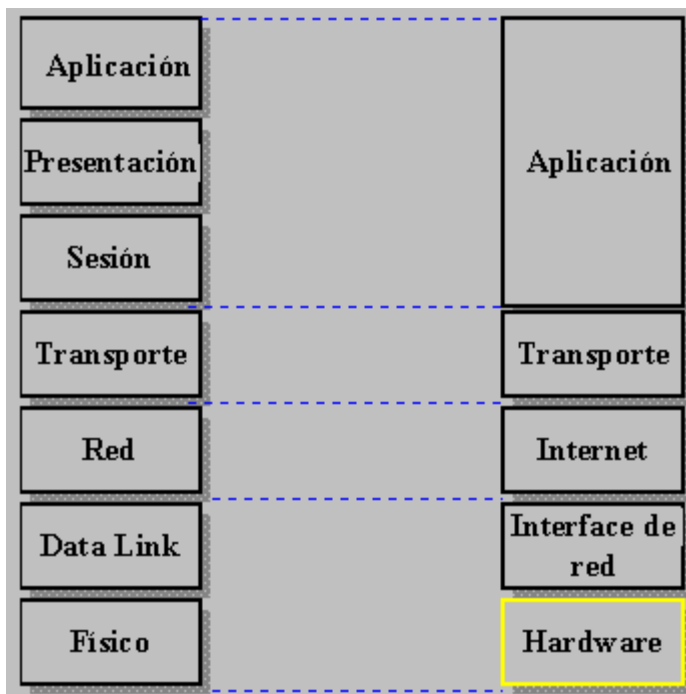 Aplicación
Presentación
Sesión
Transporte
Red
Data Link
Físico
Aplicación
Transporte
Internet
Interface de
red
Hardware